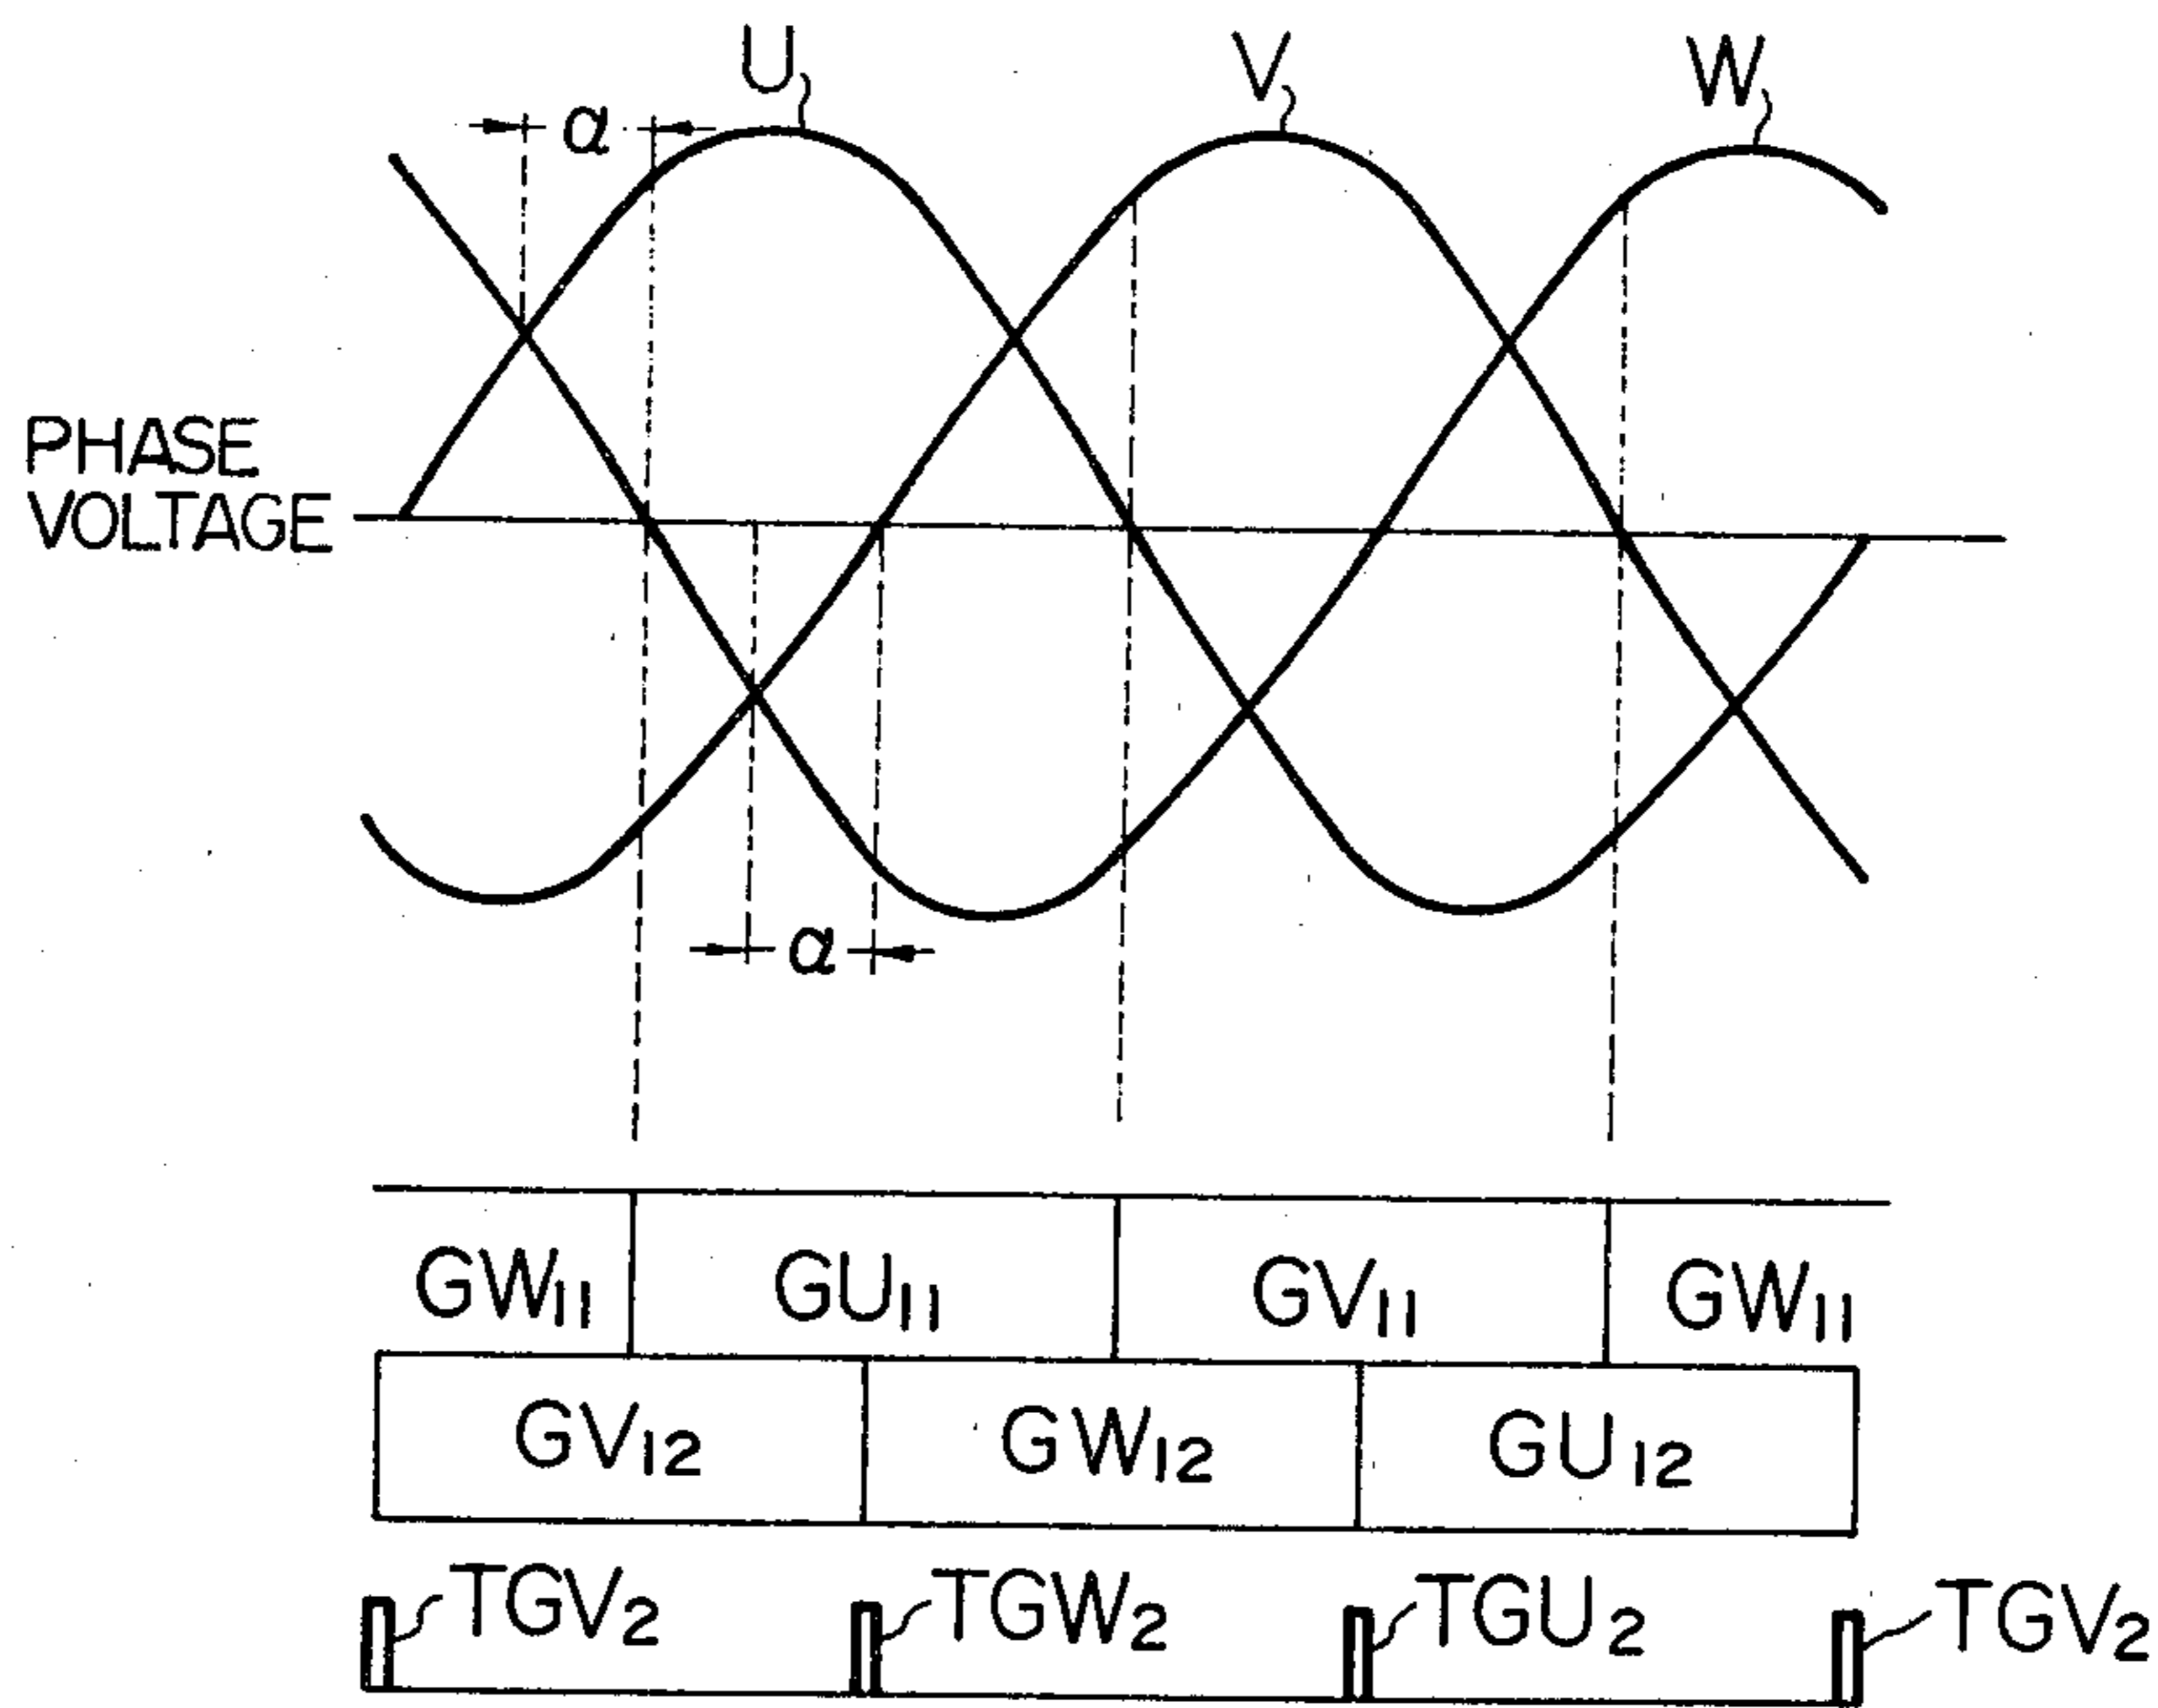 U V W
α
PHASE
VOLTAGE
α
GW11 GU11 GV11 GW11
GV12 GW12 GU12
TGV2 TGW2 TGU2 TGV2